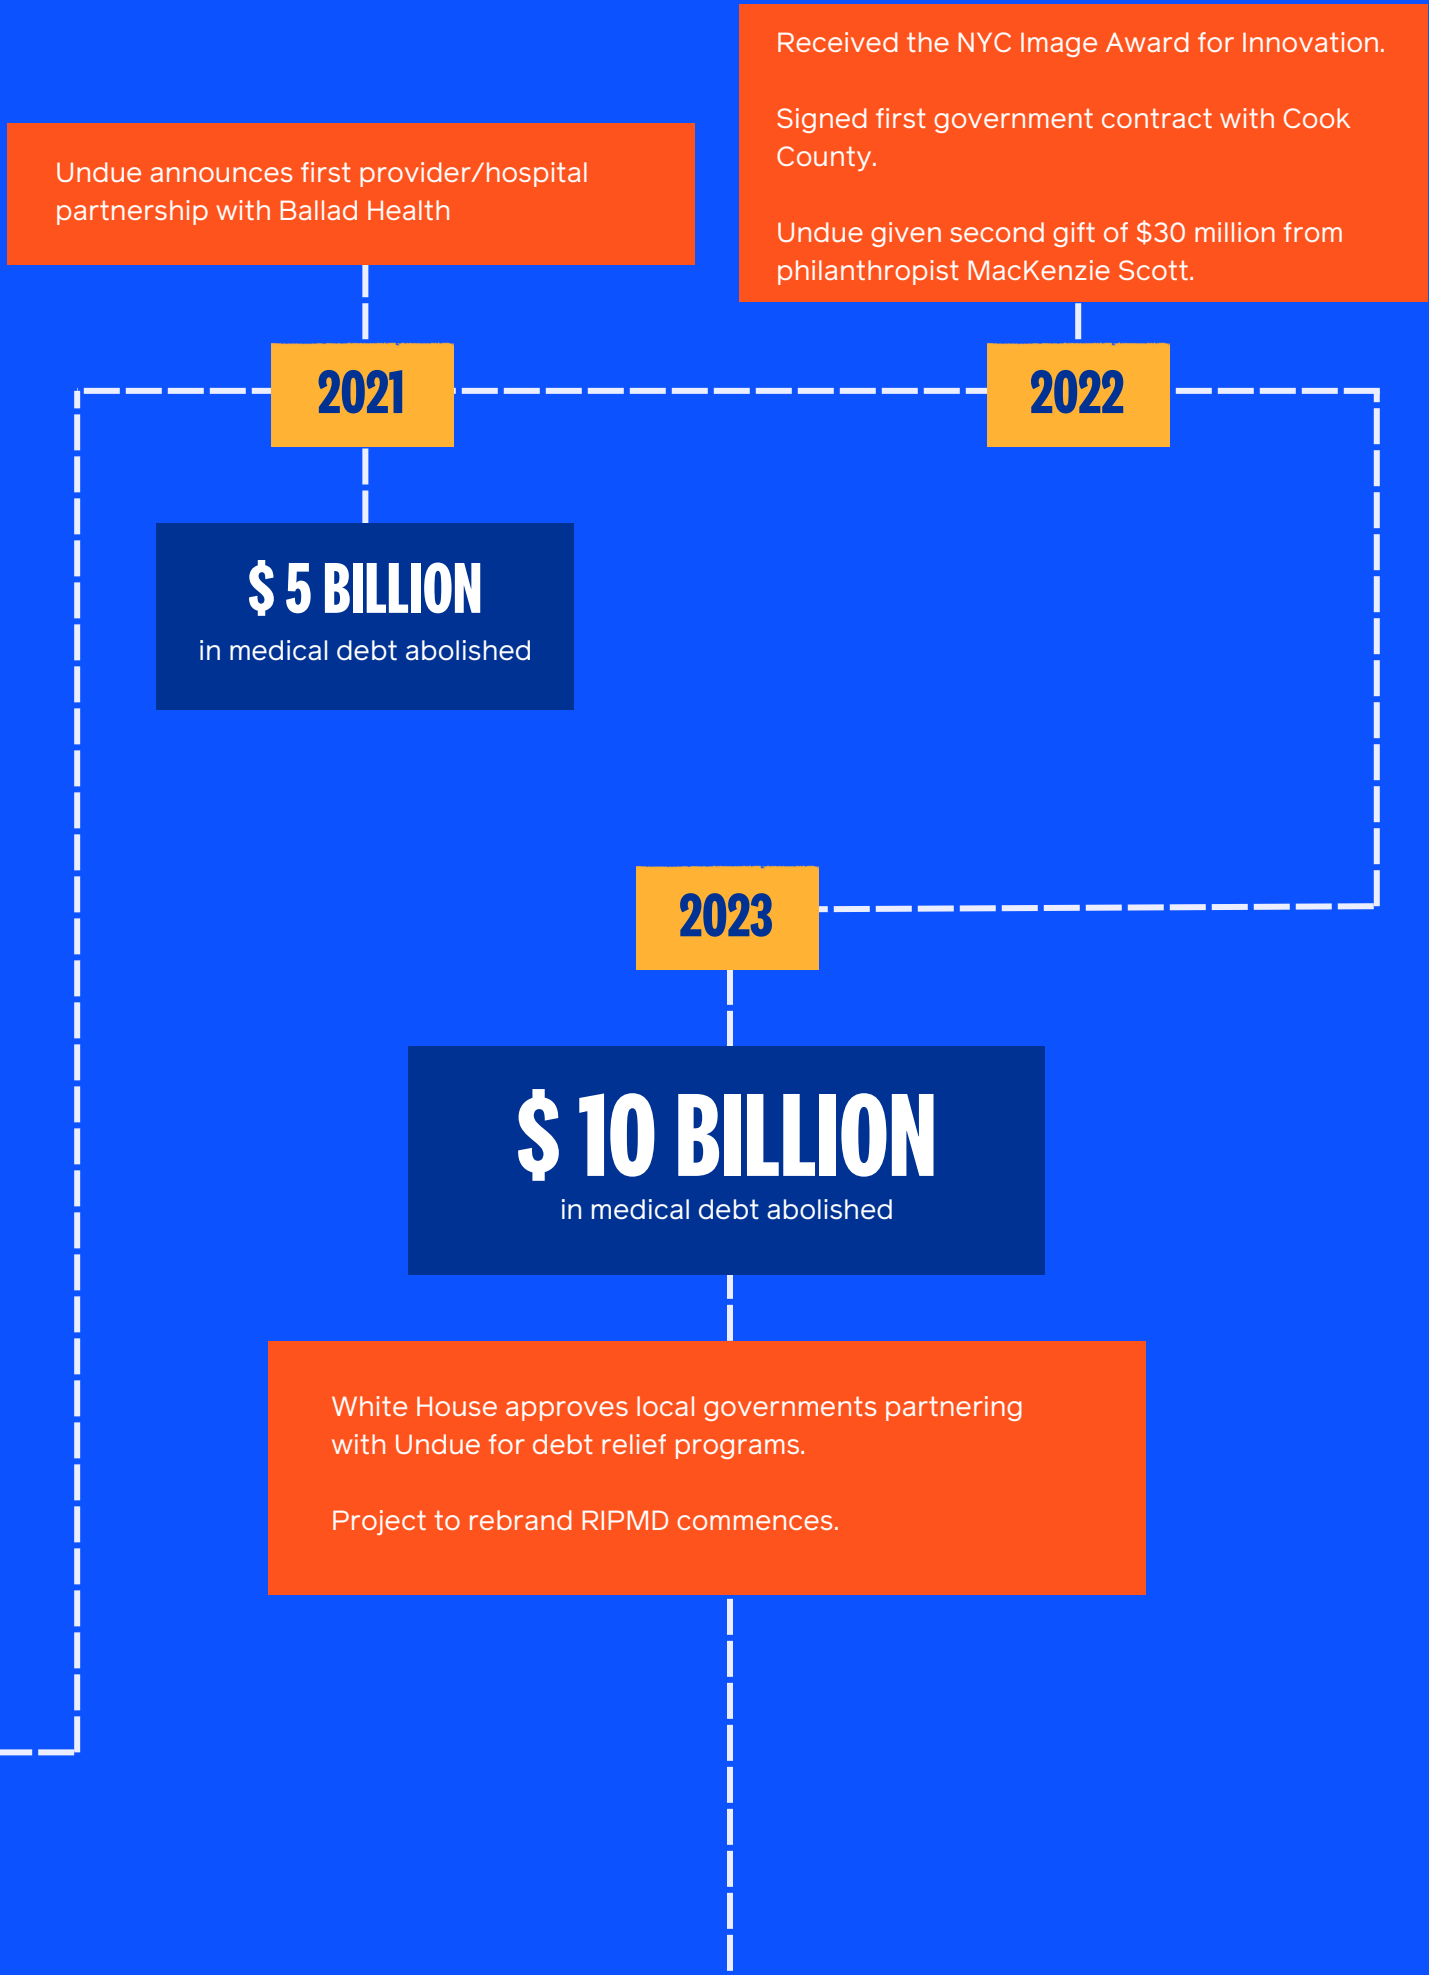 Undue announces first provider/hospital
partnership with Ballad Health
2021
$ 5 BILLION
in medical debt abolished
Received the NYC Image Award for Innovation.
Signed first government contract with Cook
County.
Undue given second gift of $30 million from
philanthropist MacKenzie Scott.
2022
2023
$ 10 BILLION
in medical debt abolished
White House approves local governments partnering
with Undue for debt relief programs.
Project to rebrand RIPMD commences.